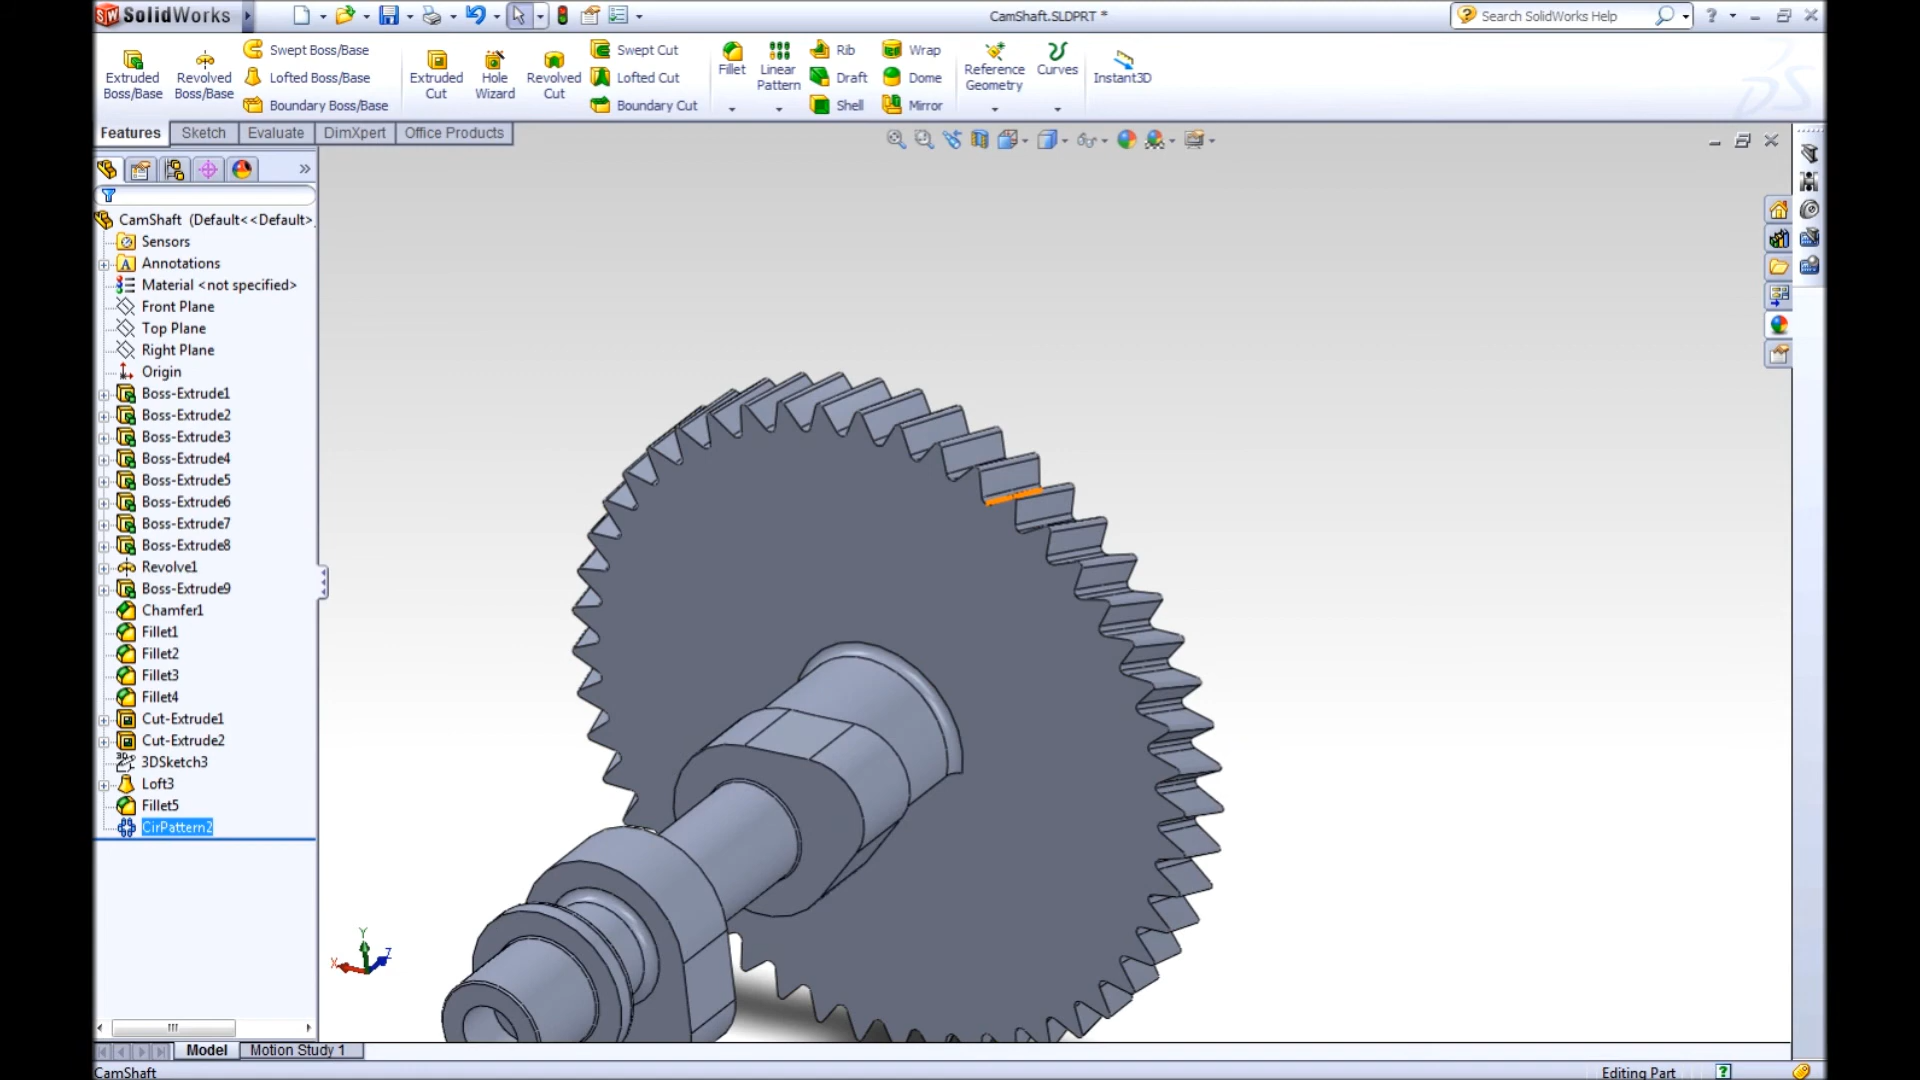 SolidWorks
CamShaft.SLDPRT *
Search SolidWorks Help
Extruded Boss/Base
Revolved Boss/Base
Swept Boss/Base
Lofted Boss/Base
Boundary Boss/Base
Extruded Cut
Hole Wizard
Revolved Cut
Swept Cut
Lofted Cut
Boundary Cut
Fillet
Linear Pattern
Rib
Draft
Shell
Wrap
Dome
Mirror
Reference Geometry
Curves
Instant3D
Features Sketch Evaluate DimXpert Office Products
CamShaft (Default<<Default>
Sensors
Annotations
Material <not specified>
Front Plane
Top Plane
Right Plane
Origin
Boss-Extrude1
Boss-Extrude2
Boss-Extrude3
Boss-Extrude4
Boss-Extrude5
Boss-Extrude6
Boss-Extrude7
Boss-Extrude8
Revolve1
Boss-Extrude9
Chamfer1
Fillet1
Fillet2
Fillet3
Fillet4
Cut-Extrude1
Cut-Extrude2
3DSketch3
Loft3
Fillet5
CirPattern2
Y
X
Z
Model Motion Study 1
CamShaft
Editing Part